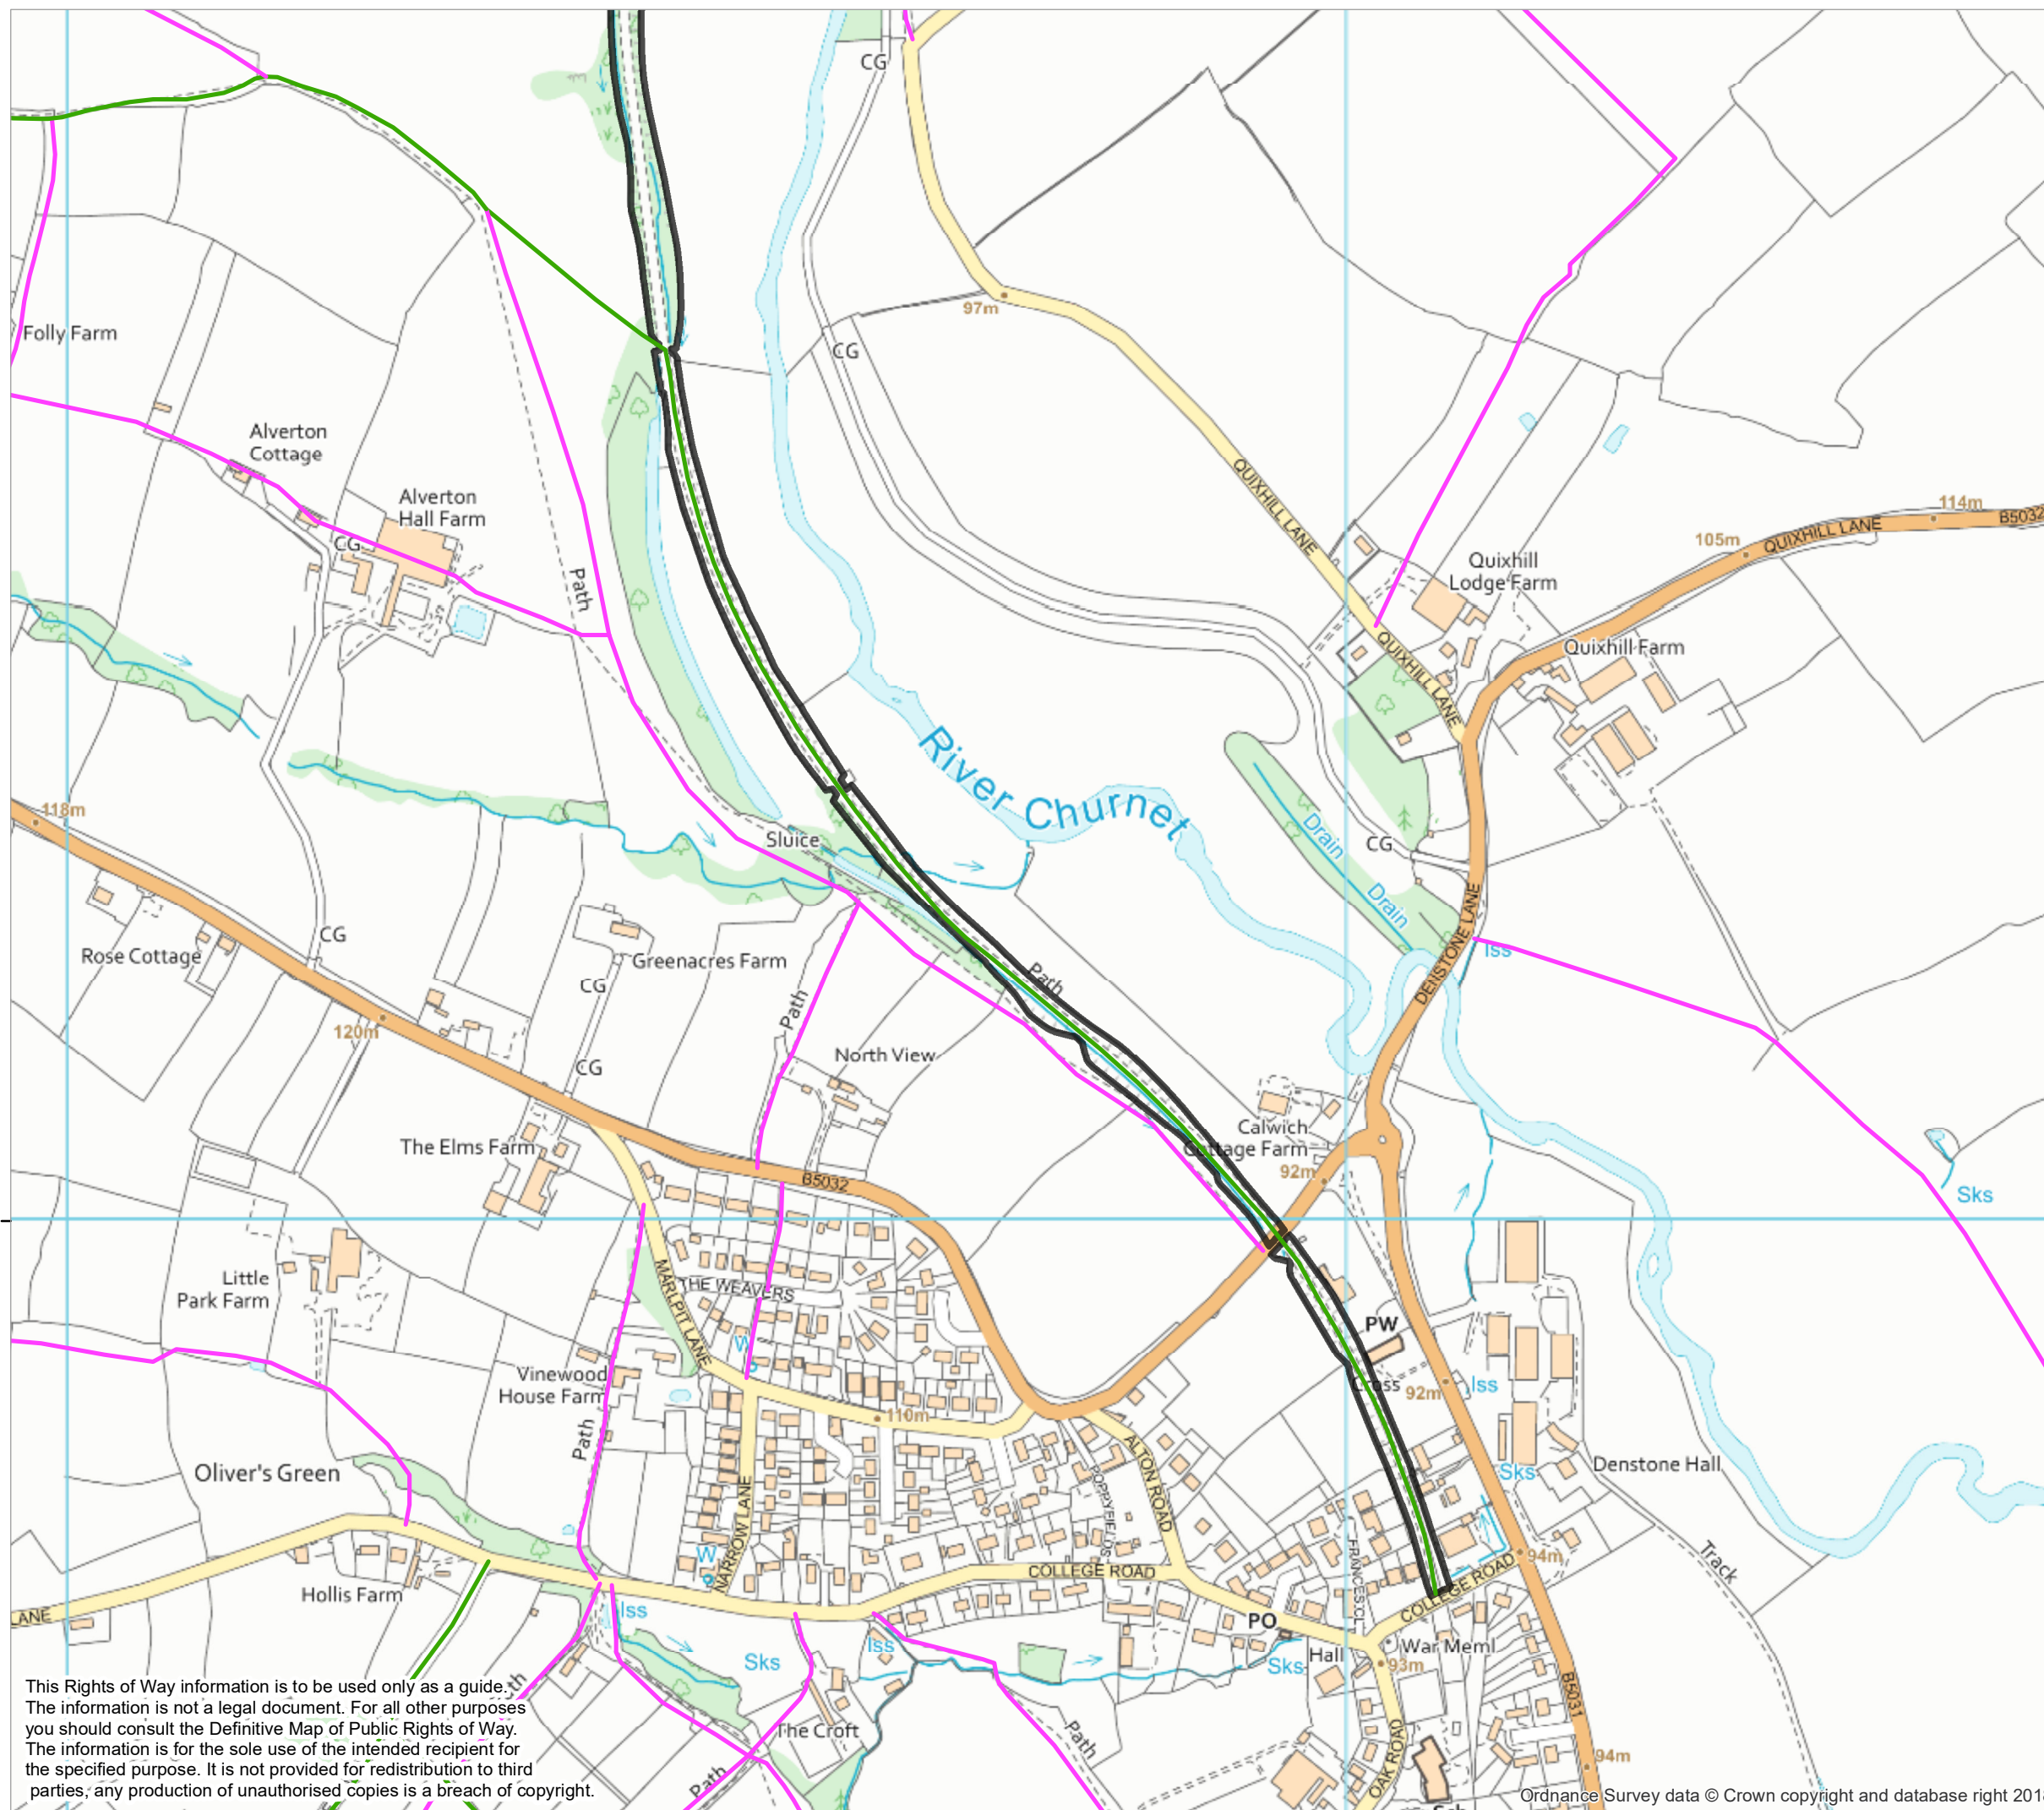 CG
97m
Folly Farm
CG
Alverton
Cottage
Alverton
Hall Farm
CG
Path
QUIXHILL LANE
114m
B5032
QUIXHILL LANE
105m
Quixhill
Lodge Farm
QUIXHILL LANE
Quixhill Farm
River Churnet
118m
Sluice
Drain
Drain
CG
DENSTONE LANE
Iss
CG
Rose Cottage
Greenacres Farm
CG
Path
Path
120m
North View
CG
The Elms Farm
Calwich
Cottage Farm
92m
B5032
Sks
Little
Park Farm
MARLPIT LANE
THE WEAVERS
W
PW
Vinewood
House Farm
Cross
92m
Iss
110m
Path
ALTON ROAD
Oliver's Green
POPPYFIELDS
Sks
Denstone Hall
NARROW LANE
W
FRANCES CL
94m
Track
Hollis Farm
COLLEGE ROAD
COLLEGE ROAD
LANE
Iss
PO
War Meml
Iss
Sks
Sks
Hall
93m
B5031
The Croft
Path
Path
OAK ROAD
94m
This Rights of Way information is to be used only as a guide.
The information is not a legal document. For all other purposes
you should consult the Definitive Map of Public Rights of Way.
The information is for the sole use of the intended recipient for
the specified purpose. It is not provided for redistribution to third
parties, any production of unauthorised copies is a breach of copyright.
Ordnance Survey data © Crown copyright and database right 201